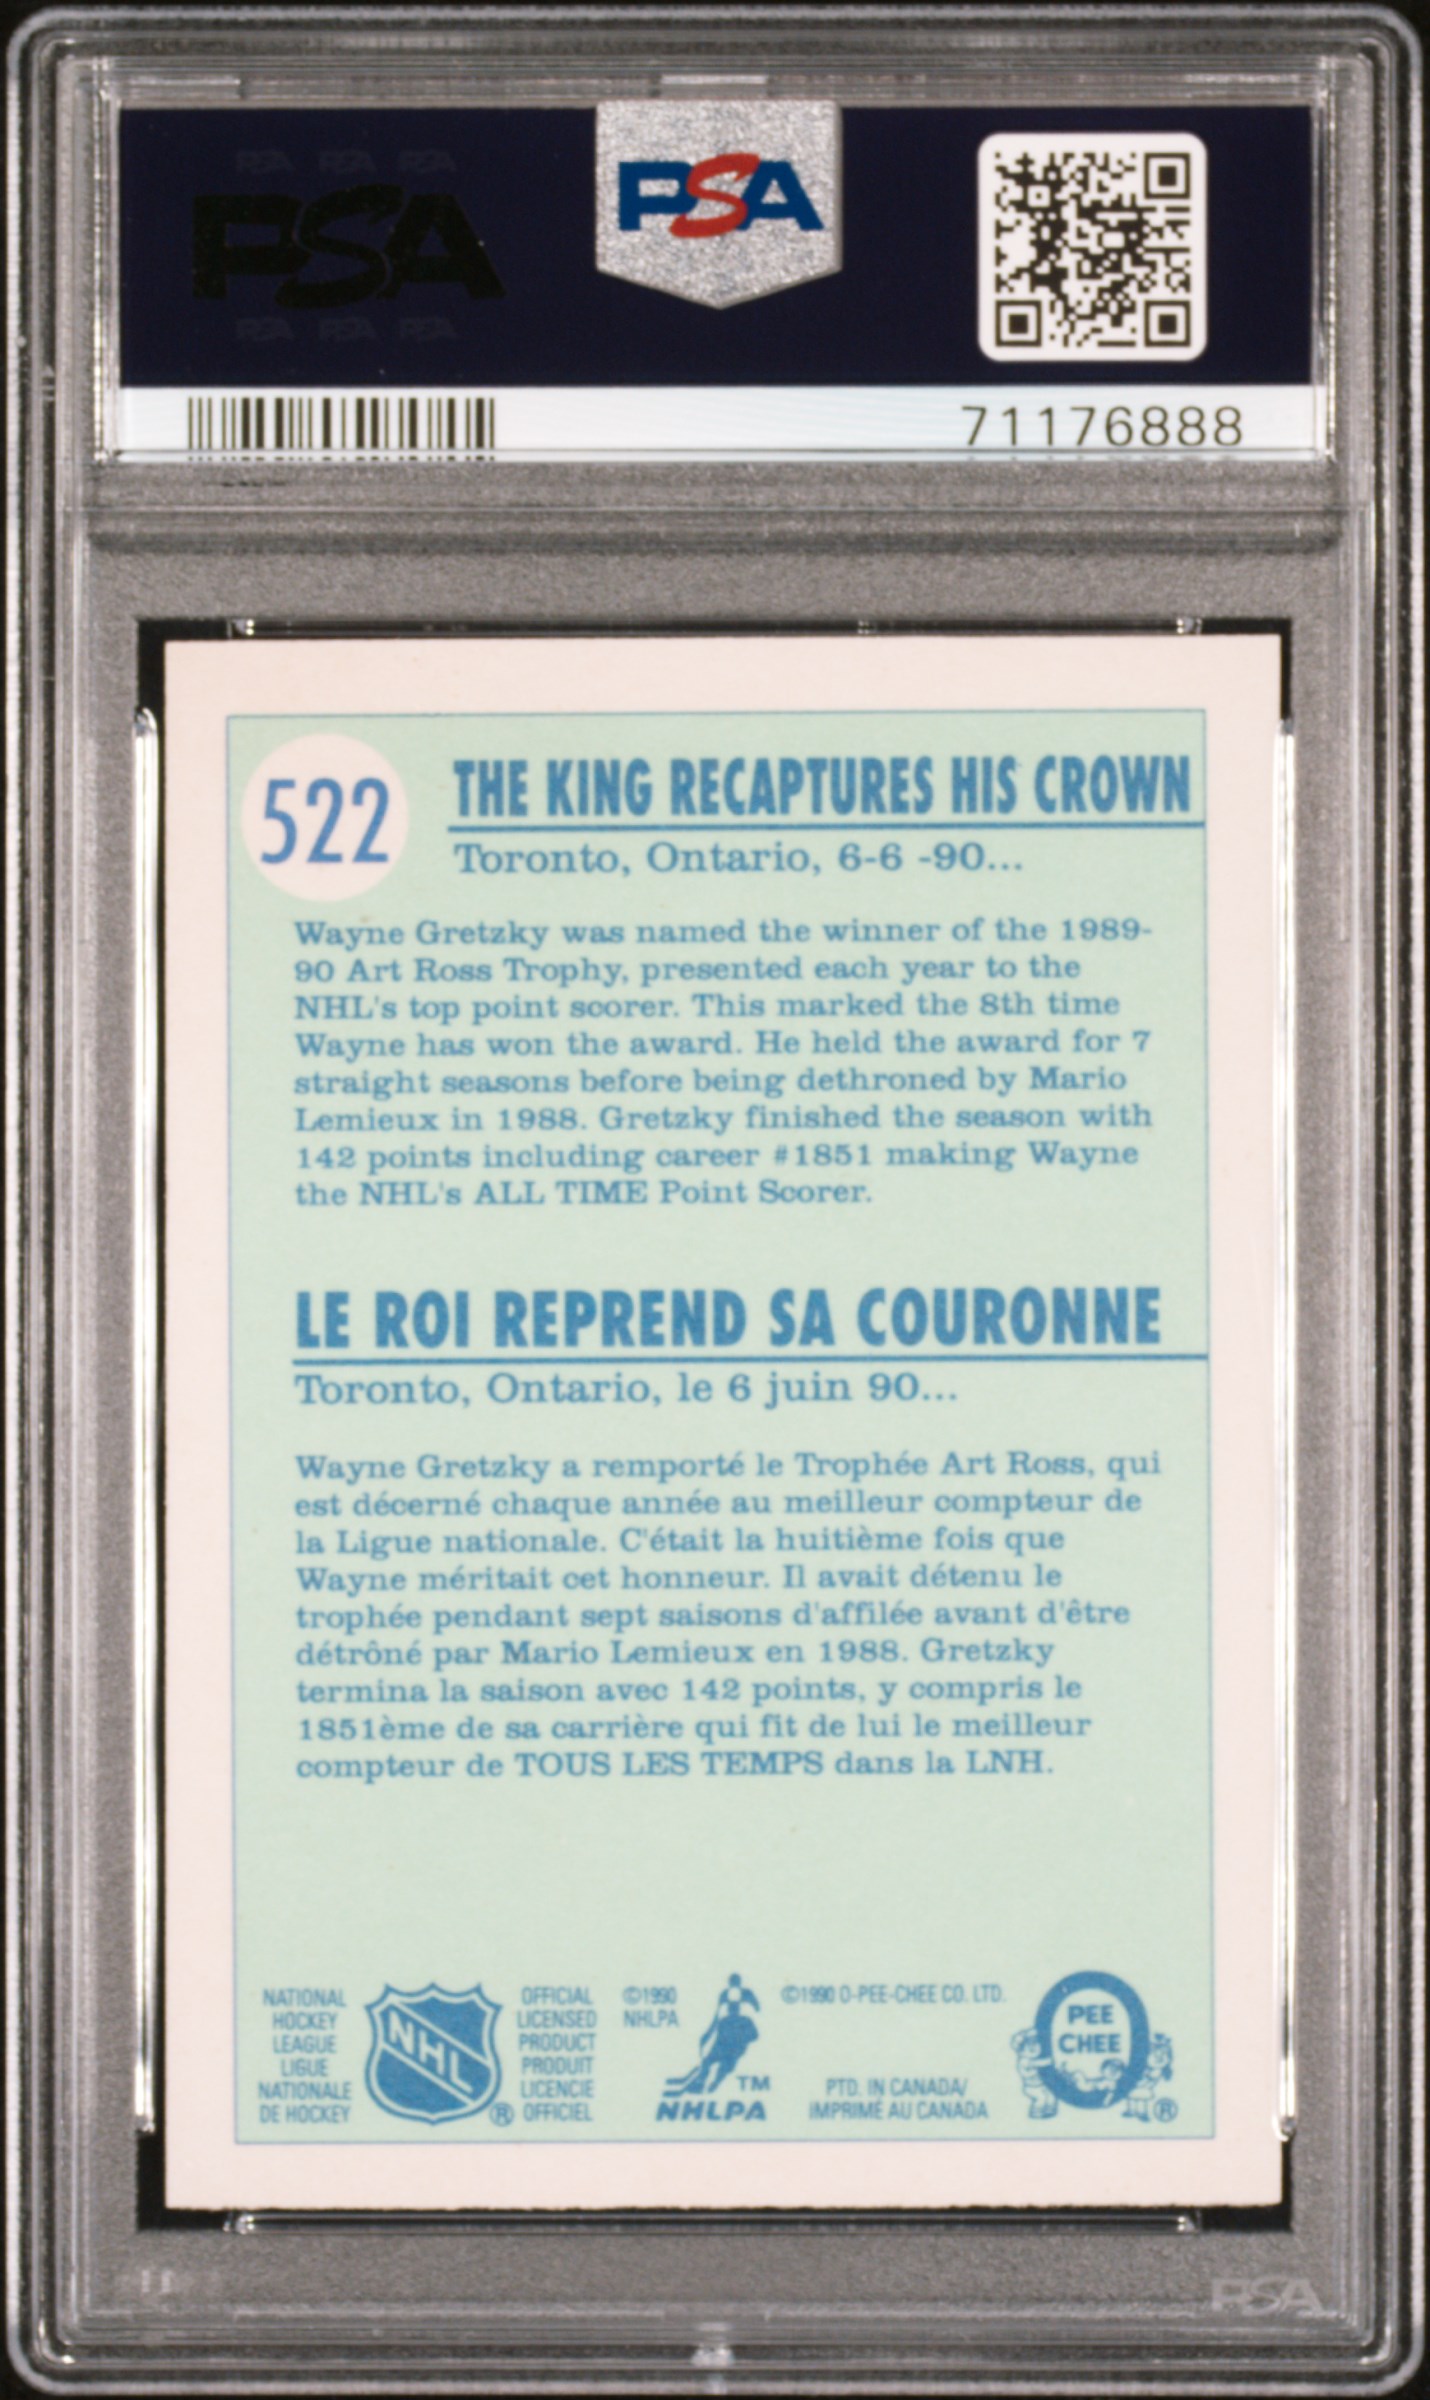 PSA PSA PSA
PSA
PSA PSA PSA
PSA
71176888
522
THE KING RECAPTURES HIS CROWN
Toronto, Ontario, 6-6 -90...
Wayne Gretzky was named the winner of the 1989-
90 Art Ross Trophy, presented each year to the
NHL's top point scorer. This marked the 8th time
Wayne has won the award. He held the award for 7
straight seasons before being dethroned by Mario
Lemieux in 1988. Gretzky finished the season with
142 points including career #1851 making Wayne
the NHL's ALL TIME Point Scorer.
LE ROI REPREND SA COURONNE
Toronto, Ontario, le 6 juin 90...
Wayne Gretzky a remporté le Trophée Art Ross, qui
est décerné chaque année au meilleur compteur de
la Ligue nationale. C'était la huitième fois que
Wayne méritait cet honneur. Il avait détenu le
trophée pendant sept saisons d'affilée avant d'être
détrôné par Mario Lemieux en 1988. Gretzky
termina la saison avec 142 points, y compris le
1851ème de sa carrière qui fit de lui le meilleur
compteur de TOUS LES TEMPS dans la LNH.
NATIONAL
HOCKEY
LEAGUE
LIGUE
NATIONALE
DE HOCKEY
NHL
®
OFFICIAL
LICENSED
PRODUCT
PRODUIT
LICENCIE
OFFICIEL
©1990
NHLPA
TM
NHLPA
©1990 O-PEE-CHEE CO. LTD.
PTD. IN CANADA/
IMPRIMÉ AU CANADA
O
PEE
CHEE
®
PSA